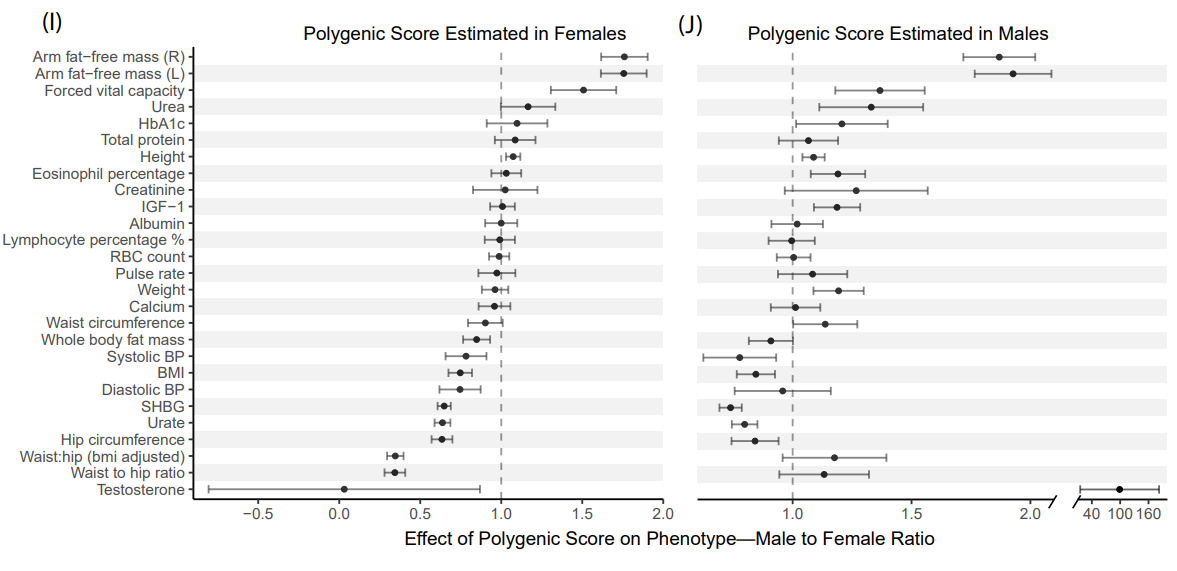 (I)
Polygenic Score Estimated in Females
(J)
Polygenic Score Estimated in Males
Arm fat−free mass (R)
Arm fat−free mass (L)
Forced vital capacity
Urea
HbA1c
Total protein
Height
Eosinophil percentage
Creatinine
IGF−1
Albumin
Lymphocyte percentage %
RBC count
Pulse rate
Weight
Calcium
Waist circumference
Whole body fat mass
Systolic BP
BMI
Diastolic BP
SHBG
Urate
Hip circumference
Waist:hip (bmi adjusted)
Waist to hip ratio
Testosterone
−0.5 0.0 0.5 1.0 1.5 2.0
1.0 1.5 2.0 40 100 160
Effect of Polygenic Score on Phenotype—Male to Female Ratio